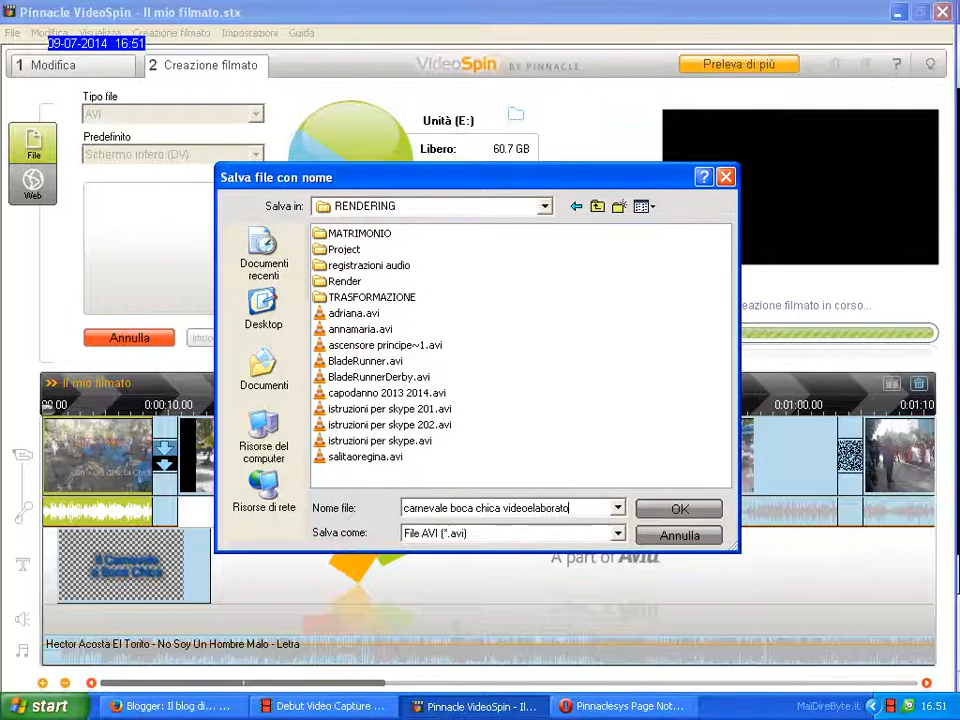 Pinnacle VideoSpin - Il mio filmato.stx
File Modifica Visualizza Creazione filmato Impostazioni Guida
09-07-2014 16:51
1 Modifica
2 Creazione filmato
VideoSpin BY PINNACLE
Preleva di più
?
File
Web
Tipo file
AVI
Predefinito
Schermo intero (DV)
Unità (E:)
Libero: 60.7 GB
Annulla
eazione filmato in corso...
Salva file con nome
?
Salva in: RENDERING
Documenti recenti
Desktop
Documenti
Risorse del computer
Risorse di rete
MATRIMONIO
Project
registrazioni audio
Render
TRASFORMAZIONE
adriana.avi
annamaria.avi
ascensore principe~1.avi
BladeRunner.avi
BladeRunnerDerby.avi
capodanno 2013 2014.avi
istruzioni per skype 201.avi
istruzioni per skype 202.avi
istruzioni per skype.avi
salitaoregina.avi
Nome file: carnevale boca chica videoelaborato
OK
Salva come: File AVI (*.avi)
Annulla
>> Il mio filmato
00.00 0:00:10.00 0:01:00.00 0:01:10
Il Carnevale
a Boca Chica
A part of Avid
Hector Acosta El Torito - No Soy Un Hombre Malo - Letra
start
Blogger: Il blog di... - ...
Debut Video Capture ...
Pinnacle VideoSpin - Il...
Pinnaclesys Page Not...
MalDireByte.it
16.51